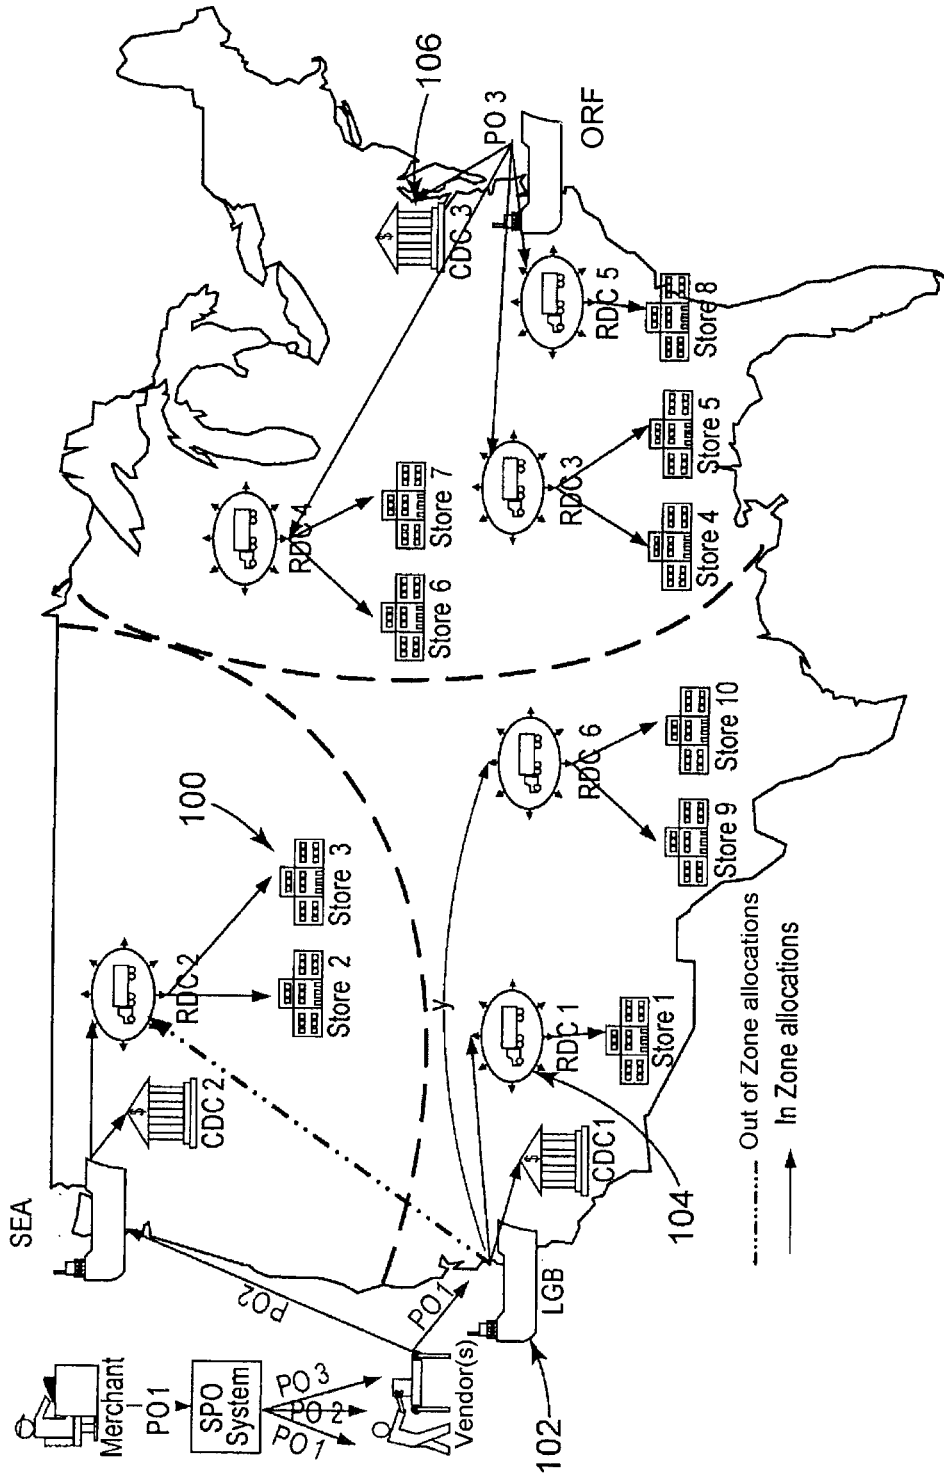 Merchant
PO1
SPO
System
PO 1
PO 2
PO 3
Vendor(s)
PO2
PO1
SEA
CDC 2
RDC 2
Store 2
Store 3
100
LGB
102
CDC1
104
RDC 1
Store 1
y
RDC 6
Store 9
Store 10
RDC 4
Store 6
Store 7
RDC 3
Store 4
Store 5
RDC 5
Store 8
CDC 3
106
PO 3
ORF
Out of Zone allocations
In Zone allocations
$
$
$